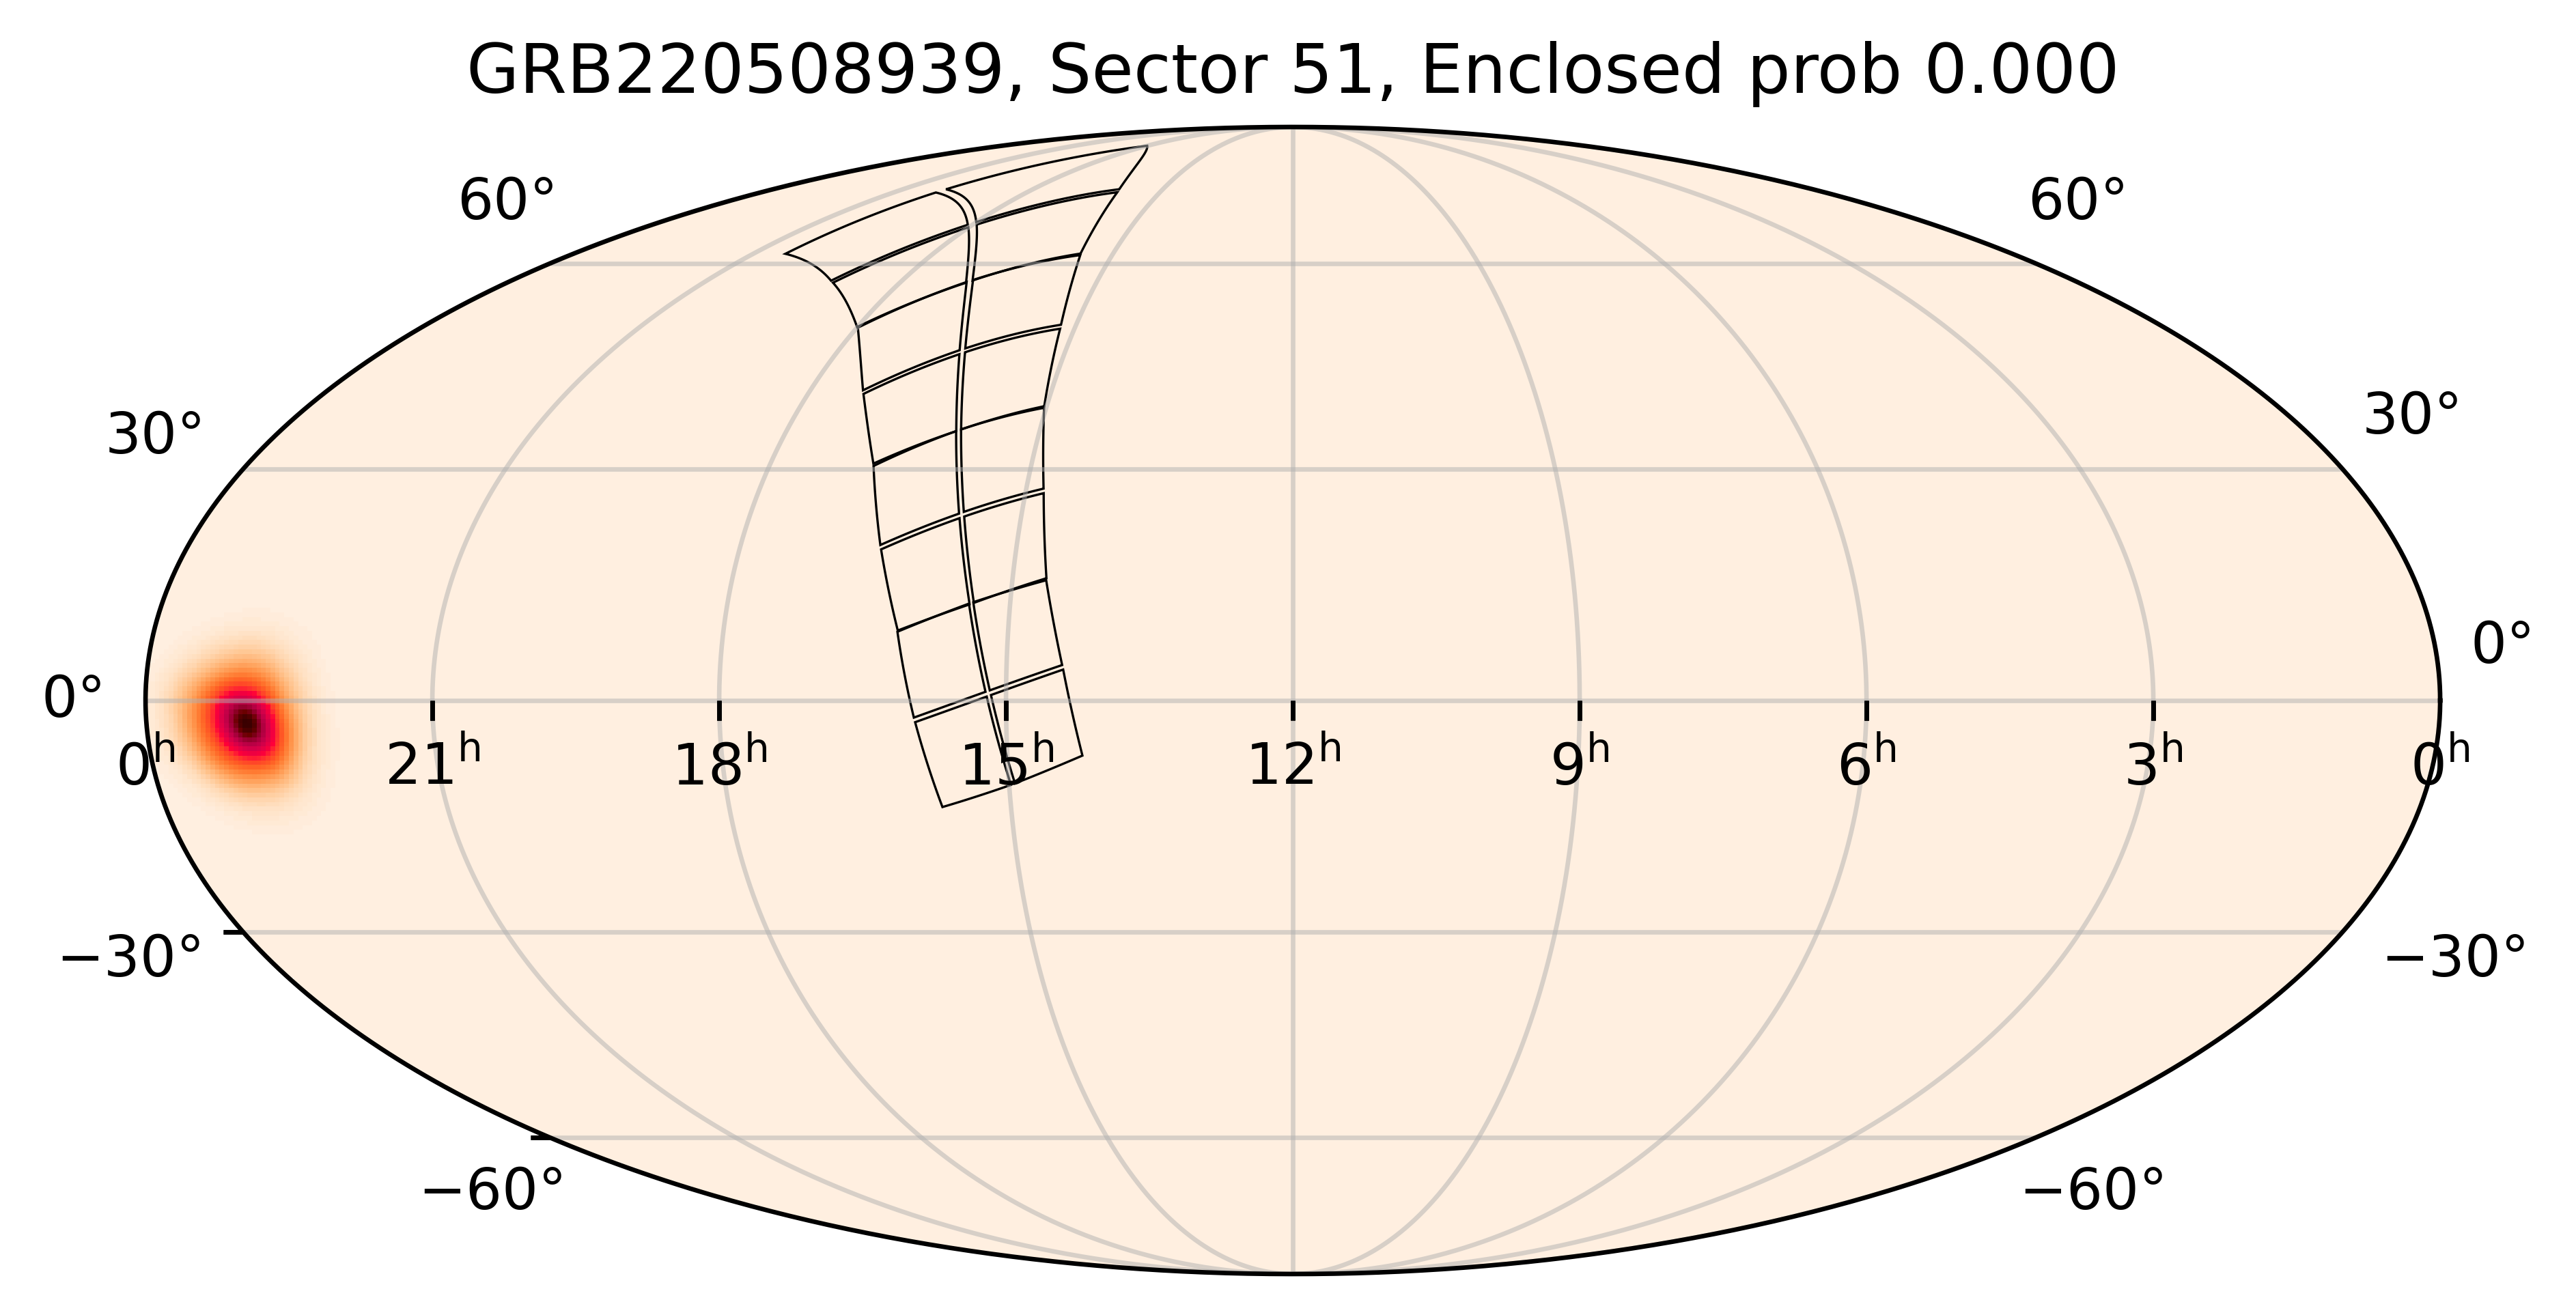 GRB220508939, Sector 51, Enclosed prob 0.000
60° 60°
30° 30°
0° 0°
0ʰ 21ʰ 18ʰ 15ʰ 12ʰ 9ʰ 6ʰ 3ʰ 0ʰ
−30° −30°
−60° −60°